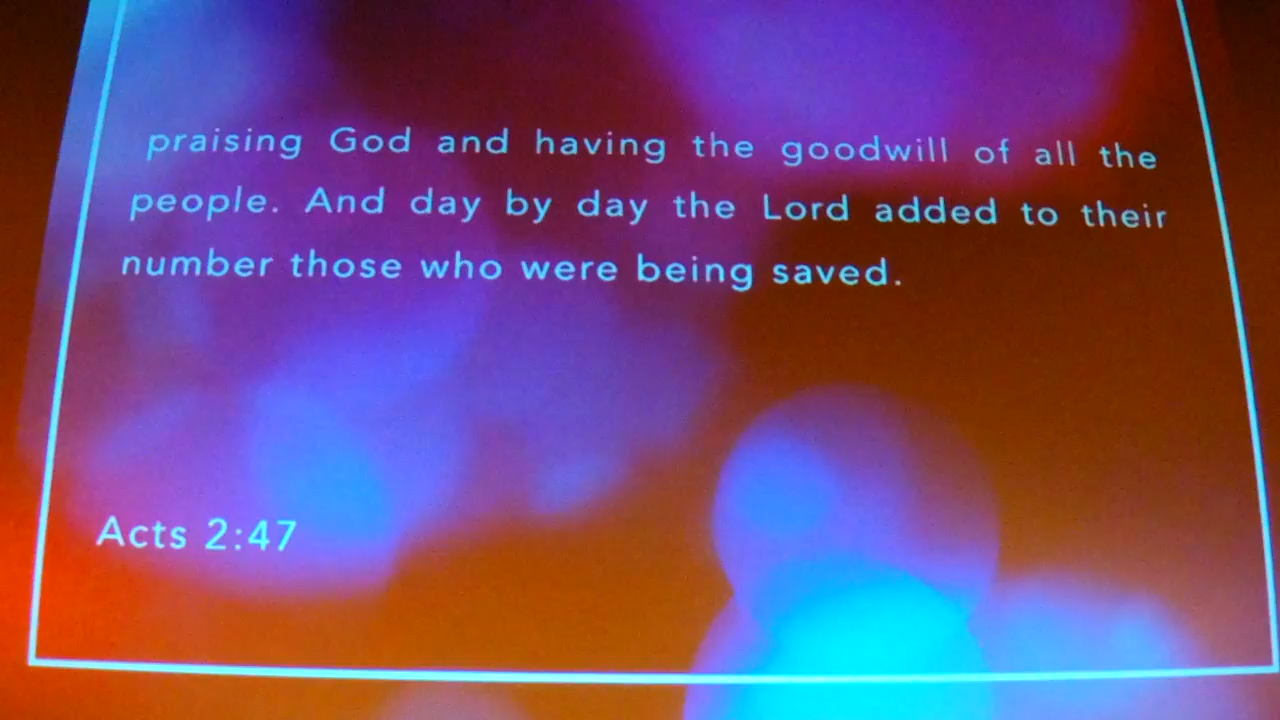 praising God and having the goodwill of all the
people. And day by day the Lord added to their
number those who were being saved.
Acts 2:47